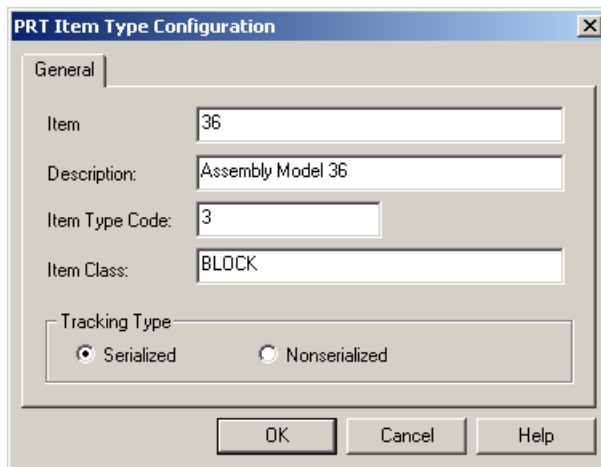 PRT Item Type Configuration
General
Item 36
Description: Assembly Model 36
Item Type Code: 3
Item Class: BLOCK
Tracking Type
Serialized Nonserialized
OK Cancel Help